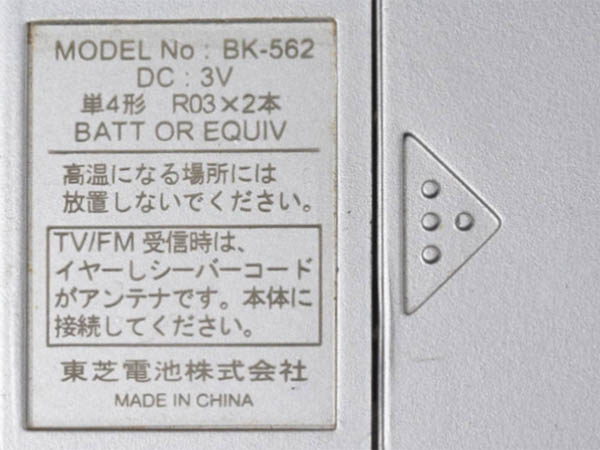 MODEL No : BK-562
DC : 3V
単4形 R03×2本
BATT OR EQUIV
高温になる場所には
放置しないでください。
TV/FM 受信時は、
イヤーしシーバーコード
がアンテナです。本体に
接続してください。
東芝電池株式会社
MADE IN CHINA